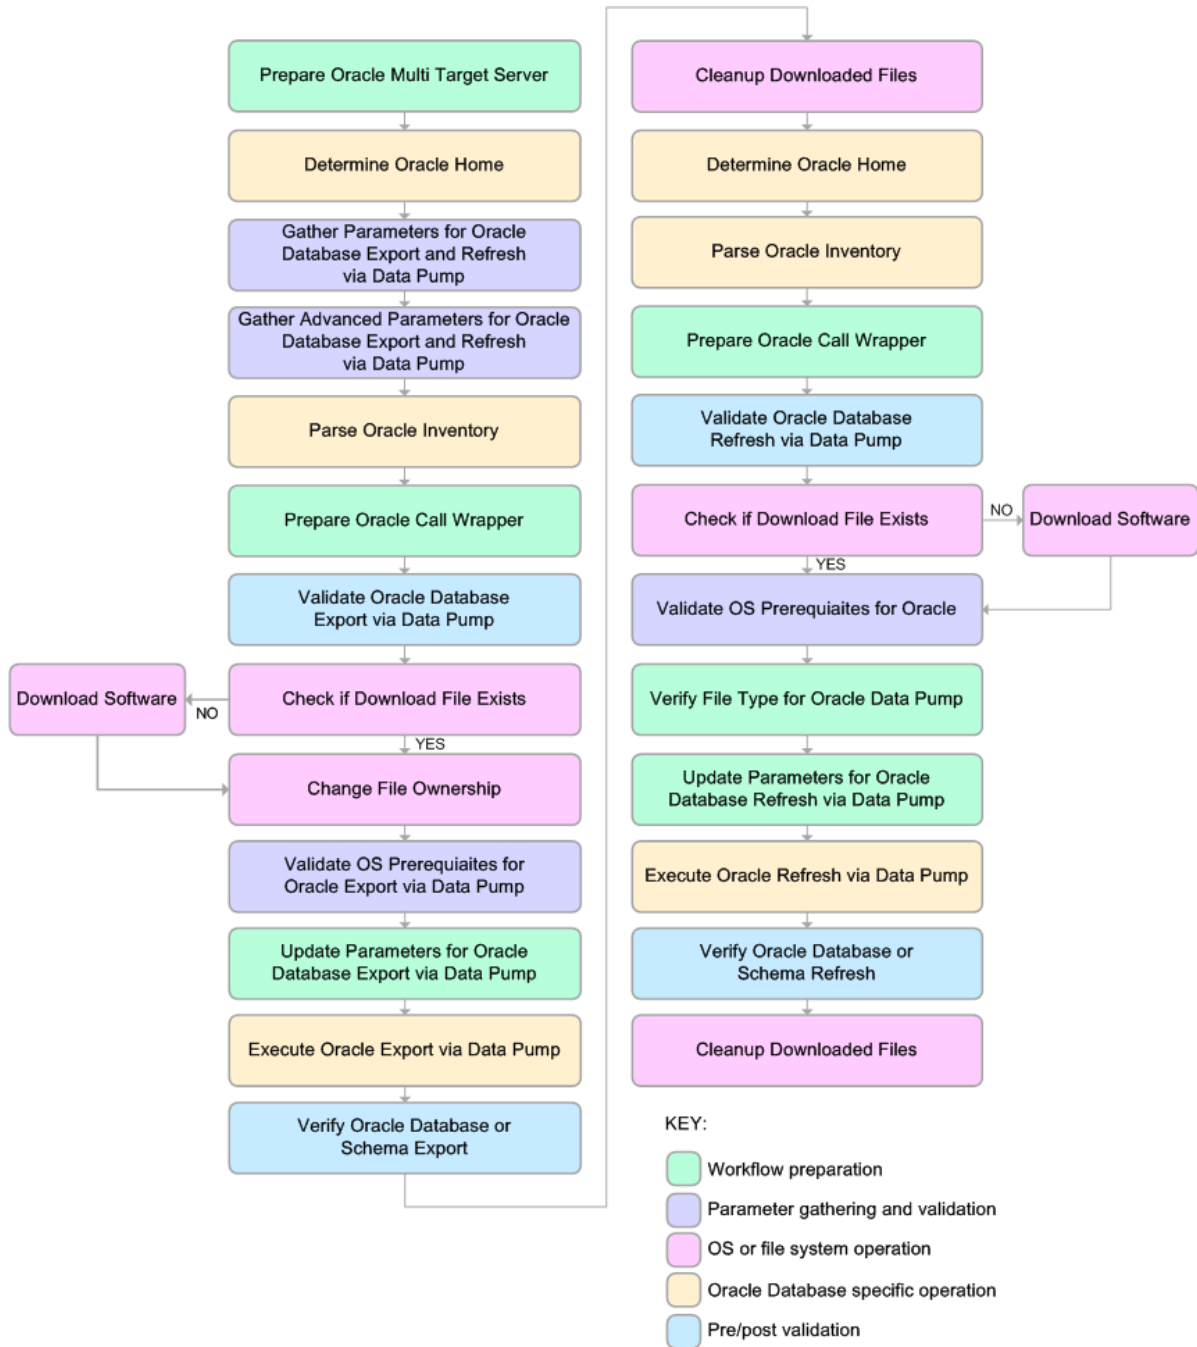 Prepare Oracle Multi Target Server
Determine Oracle Home
Gather Parameters for Oracle
Database Export and Refresh
via Data Pump
Gather Advanced Parameters for Oracle
Database Export and Refresh
via Data Pump
Parse Oracle Inventory
Prepare Oracle Call Wrapper
Validate Oracle Database
Export via Data Pump
Check if Download File Exists
NO
Download Software
YES
Change File Ownership
Validate OS Prerequiaites for
Oracle Export via Data Pump
Update Parameters for Oracle
Database Export via Data Pump
Execute Oracle Export via Data Pump
Verify Oracle Database or
Schema Export
Cleanup Downloaded Files
Determine Oracle Home
Parse Oracle Inventory
Prepare Oracle Call Wrapper
Validate Oracle Database
Refresh via Data Pump
Check if Download File Exists
NO
Download Software
YES
Validate OS Prerequiaites for Oracle
Verify File Type for Oracle Data Pump
Update Parameters for Oracle
Database Refresh via Data Pump
Execute Oracle Refresh via Data Pump
Verify Oracle Database or
Schema Refresh
Cleanup Downloaded Files
KEY:
Workflow preparation
Parameter gathering and validation
OS or file system operation
Oracle Database specific operation
Pre/post validation